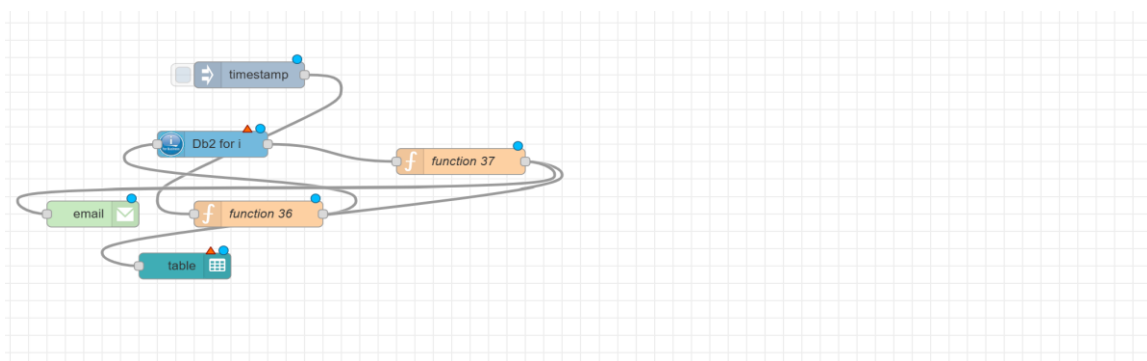 timestamp
Db2 for i
function 37
email
function 36
table